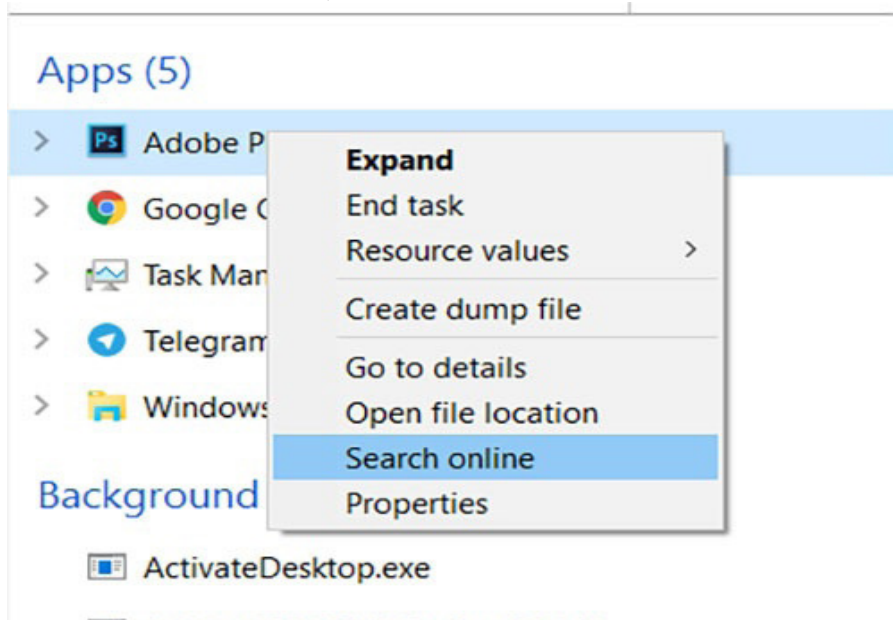 Apps (5)
Ps Adobe P
Expand
End task
Google
Resource values
Task Man
Create dump file
Telegram
Go to details
Windows
Open file location
Search online
Background
Properties
ActivateDesktop.exe